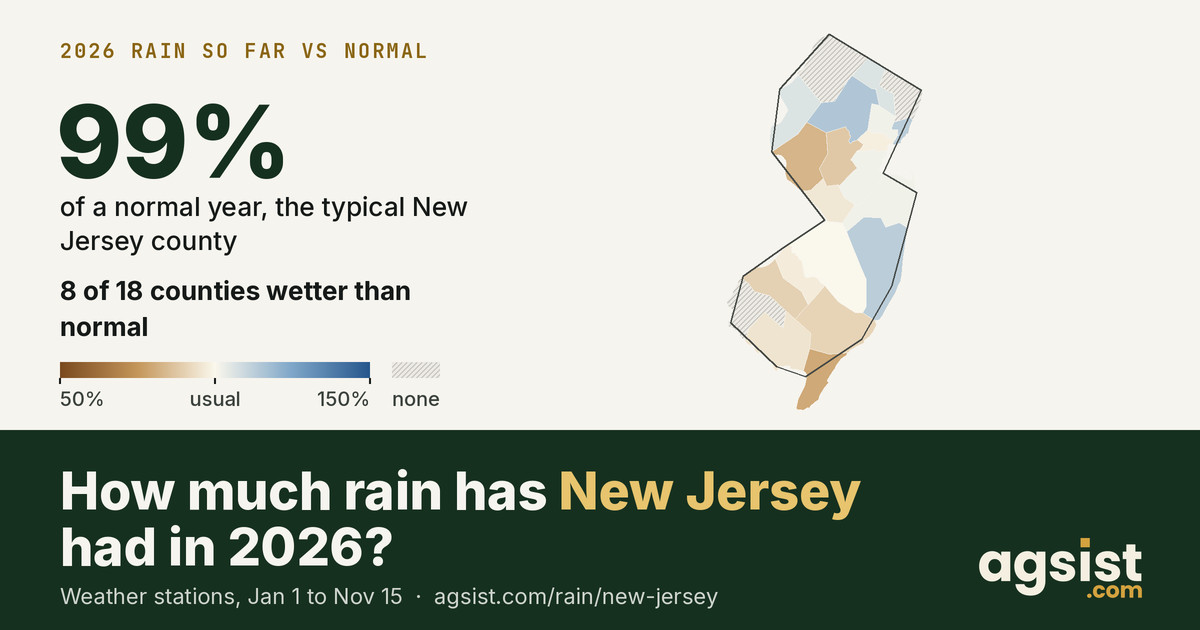 2026 RAIN SO FAR VS NORMAL
99%
of a normal year, the typical New
Jersey county
8 of 18 counties wetter than
normal
50% usual 150% none
How much rain has New Jersey
had in 2026?
Weather stations, Jan 1 to Nov 15 · agsist.com/rain/new-jersey
agsist
.com